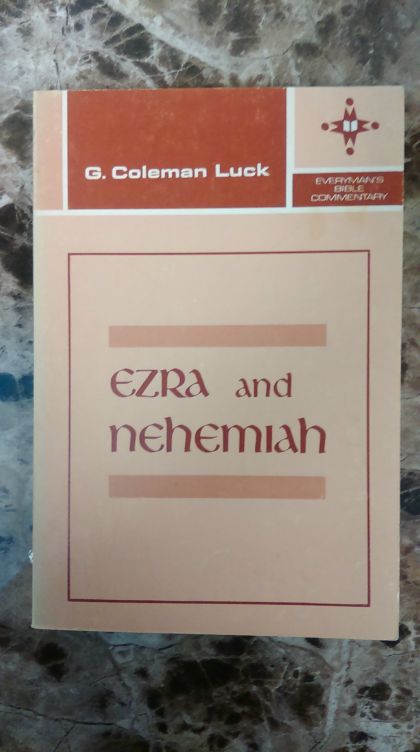 G. Coleman Luck
EVERYMAN'S
BIBLE
COMMENTARY
EZRA and
NEHEMIAH